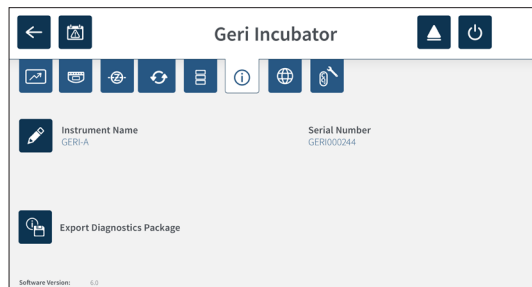 Geri Incubator
Instrument Name
GERI-A
Serial Number
GERI000244
Export Diagnostics Package
Software Version: 6.0